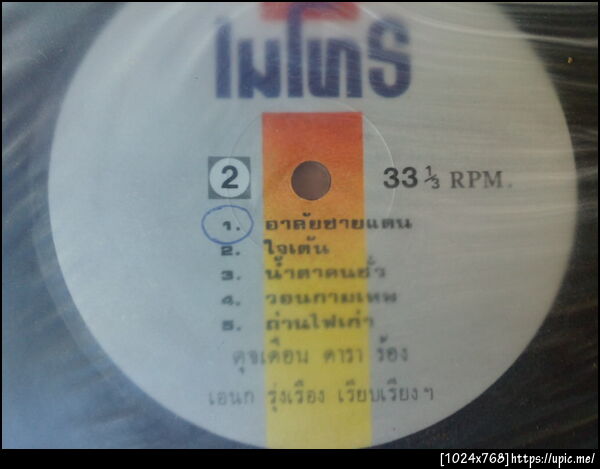 ไมโทร
2 33 ⅓ RPM.
1. อาลัยชายแดน
2. ใจเต้น
3. น้ำตาคนชั่ว
4. วอนกามเทพ
5. ถ่านไฟเก่า
ดุจเดือน ดารา ร้อง
เอนก รุ่งเรือง เรียบเรียงฯ
[1024x768]https://upic.me/